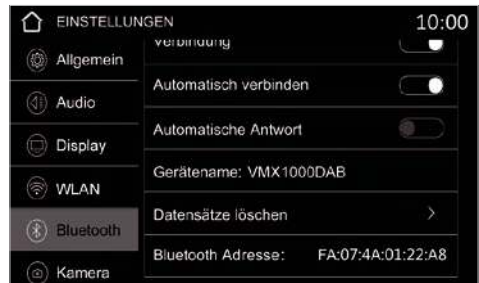 EINSTELLUNGEN 10:00
Allgemein
Audio
Display
WLAN
Bluetooth
Kamera
Verbindung
Automatisch verbinden
Automatische Antwort
Gerätename: VMX1000DAB
Datensätze löschen >
Bluetooth Adresse: FA:07:4A:01:22:A8